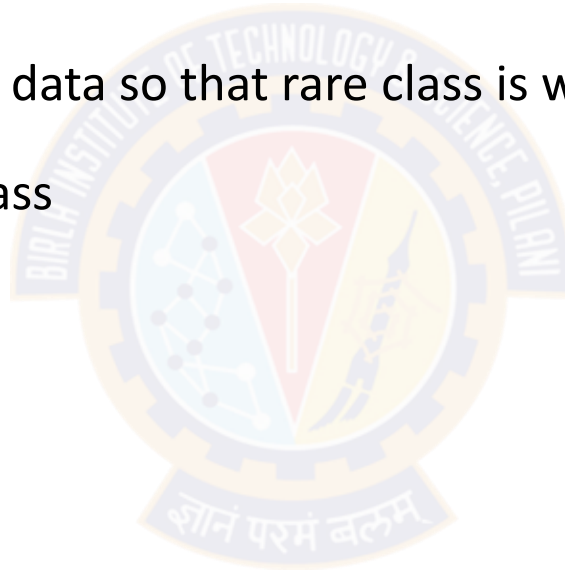 BIRLA INSTITUTE OF TECHNOLOGY & SCIENCE, PILANI
data so that rare class is w
ass
ज्ञानं परमं बलम्